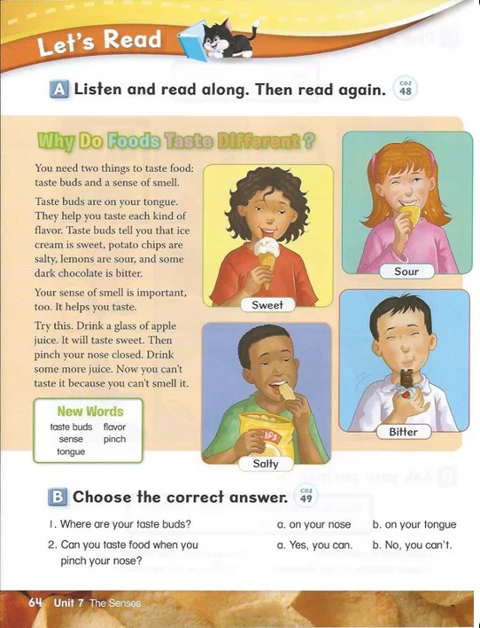 Let's Read
A Listen and read along. Then read again. CD2 48
Why Do Foods Taste Different?
You need two things to taste food:
taste buds and a sense of smell.
Taste buds are on your tongue.
They help you taste each kind of
flavor. Taste buds tell you that ice
cream is sweet, potato chips are
salty, lemons are sour, and some
dark chocolate is bitter.
Your sense of smell is important,
too. It helps you taste.
Try this. Drink a glass of apple
juice. It will taste sweet. Then
pinch your nose closed. Drink
some more juice. Now you can't
taste it because you can't smell it.
New Words
taste buds flavor
sense pinch
tongue
Sweet
Sour
Salty
Bitter
B Choose the correct answer. CD2 49
1. Where are your taste buds? a. on your nose b. on your tongue
2. Can you taste food when you a. Yes, you can. b. No, you can't.
pinch your nose?
64 Unit 7 The Senses